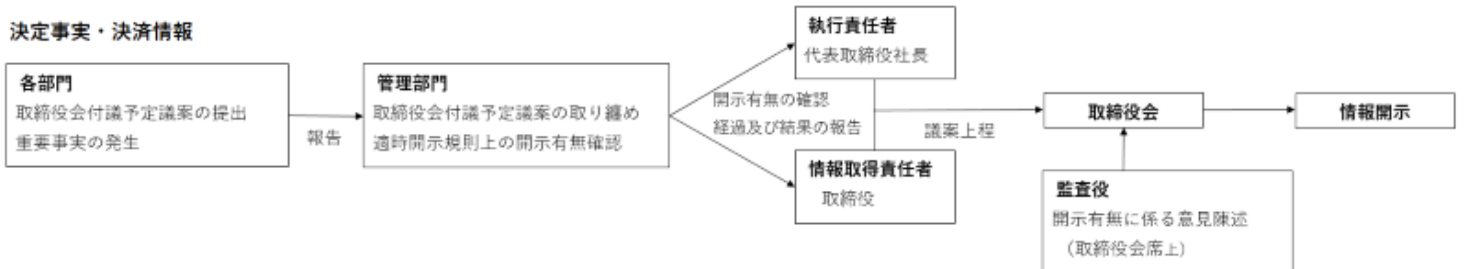 決定事実・決済情報
各部門
取締役会付議予定議案の提出
重要事実の発生
報告
管理部門
取締役会付議予定議案の取り纏め
適時開示規則上の開示有無確認
開示有無の確認
経過及び結果の報告
執行責任者
代表取締役社長
情報取得責任者
取締役
議案上程
取締役会
情報開示
監査役
開示有無に係る意見陳述
（取締役会席上）